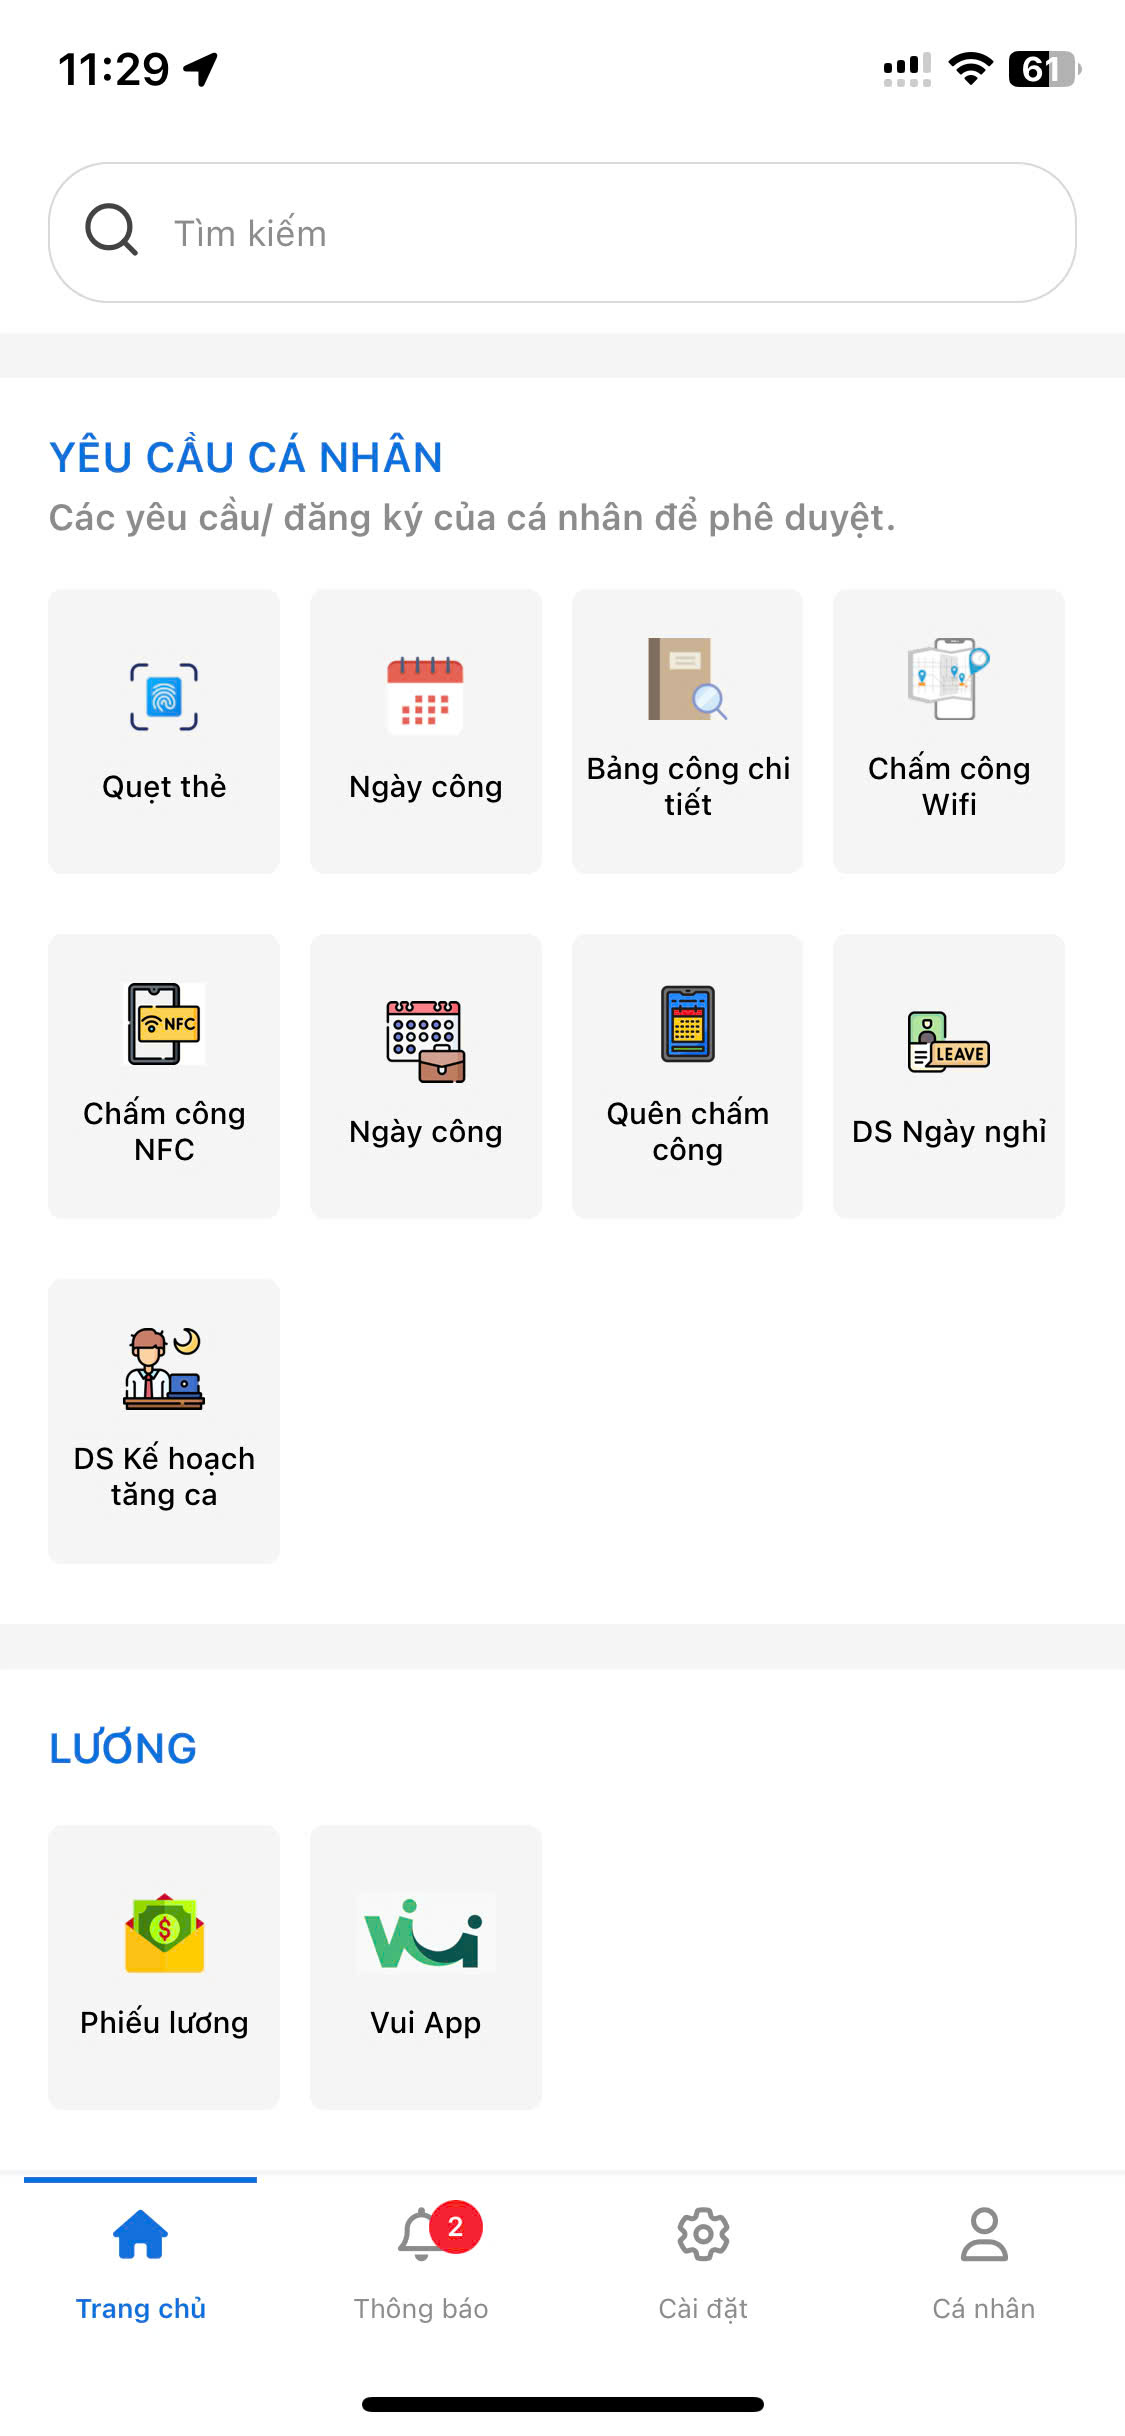 11:29
61
Tìm kiếm
YÊU CẦU CÁ NHÂN
Các yêu cầu/ đăng ký của cá nhân để phê duyệt.
Quẹt thẻ
Ngày công
Bảng công chi
tiết
Chấm công
Wifi
NFC
Chấm công
NFC
Ngày công
Quên chấm
công
LEAVE
DS Ngày nghỉ
DS Kế hoạch
tăng ca
LƯƠNG
$
Phiếu lương
vui
Vui App
Trang chủ
2
Thông báo
Cài đặt
Cá nhân